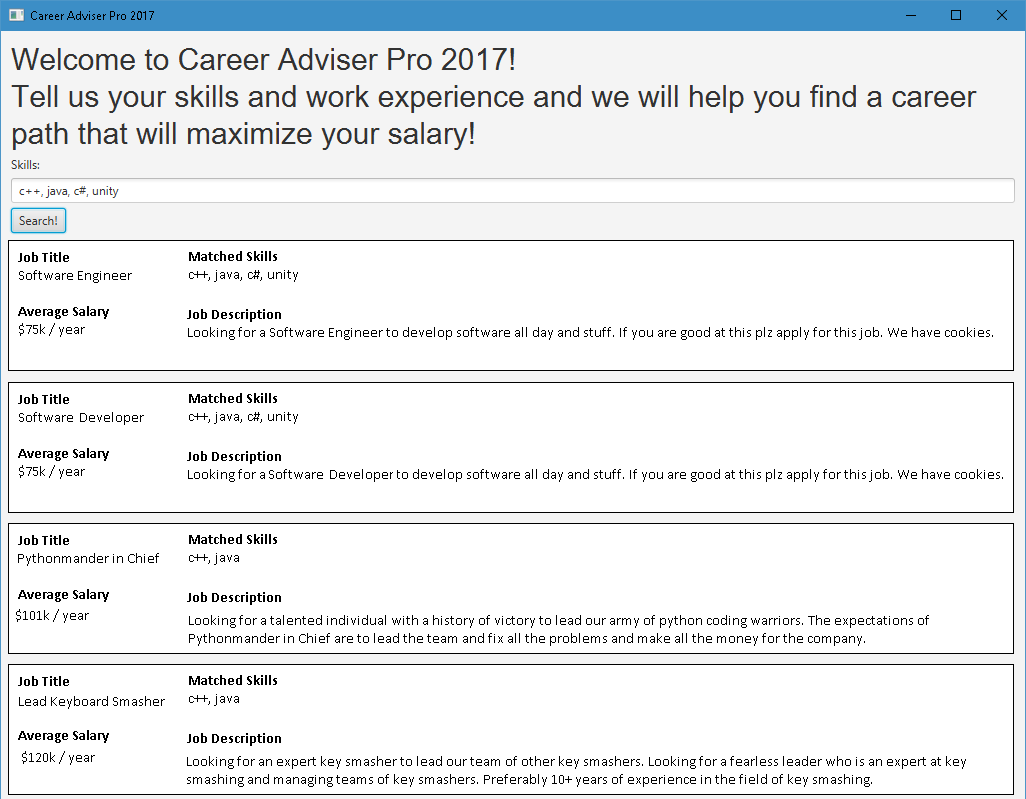 Career Adviser Pro 2017
Welcome to Career Adviser Pro 2017!
Tell us your skills and work experience and we will help you find a career
path that will maximize your salary!
Skills:
c++, java, c#, unity
Search!
Job Title
Software Engineer
Matched Skills
c++, java, c#, unity
Average Salary
$75k / year
Job Description
Looking for a Software Engineer to develop software all day and stuff. If you are good at this plz apply for this job. We have cookies.
Job Title
Software Developer
Matched Skills
c++, java, c#, unity
Average Salary
$75k / year
Job Description
Looking for a Software Developer to develop software all day and stuff. If you are good at this plz apply for this job. We have cookies.
Job Title
Pythonmander in Chief
Matched Skills
c++, java
Average Salary
$101k / year
Job Description
Looking for a talented individual with a history of victory to lead our army of python coding warriors. The expectations of
Pythonmander in Chief are to lead the team and fix all the problems and make all the money for the company.
Job Title
Lead Keyboard Smasher
Matched Skills
c++, java
Average Salary
$120k / year
Job Description
Looking for an expert key smasher to lead our team of other key smashers. Looking for a fearless leader who is an expert at key
smashing and managing teams of key smashers. Preferably 10+ years of experience in the field of key smashing.